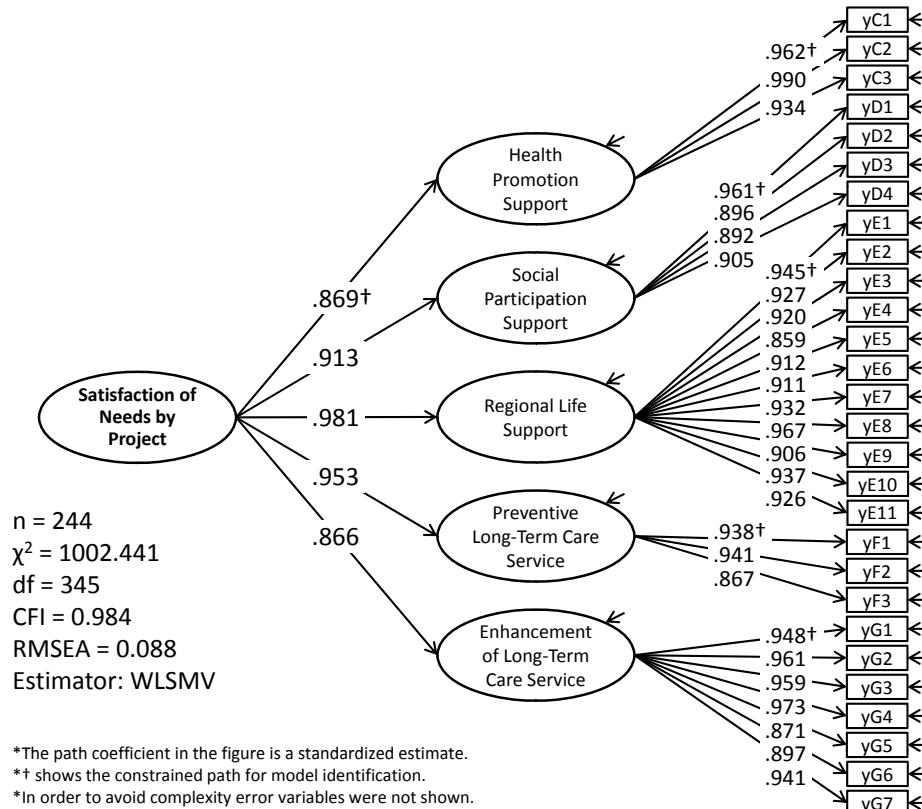 yC1
yC2
yC3
yD1
yD2
yD3
yD4
yE1
yE2
yE3
yE4
yE5
yE6
yE7
yE8
yE9
yE10
yE11
yF1
yF2
yF3
yG1
yG2
yG3
yG4
yG5
yG6
yG7
.962†
.990
.934
.961†
.896
.892
.905
.945†
.927
.920
.859
.912
.911
.932
.967
.906
.937
.926
.938†
.941
.867
.948†
.961
.959
.973
.871
.897
.941
Health
Promotion
Support
Social
Participation
Support
Regional Life
Support
Preventive
Long-Term Care
Service
Enhancement
of Long-Term
Care Service
.869†
.913
.981
.953
.866
Satisfaction of
Needs by
Project
n = 244
χ² = 1002.441
df = 345
CFI = 0.984
RMSEA = 0.088
Estimator: WLSMV
*The path coefficient in the figure is a standardized estimate.
*† shows the constrained path for model identification.
*In order to avoid complexity error variables were not shown.